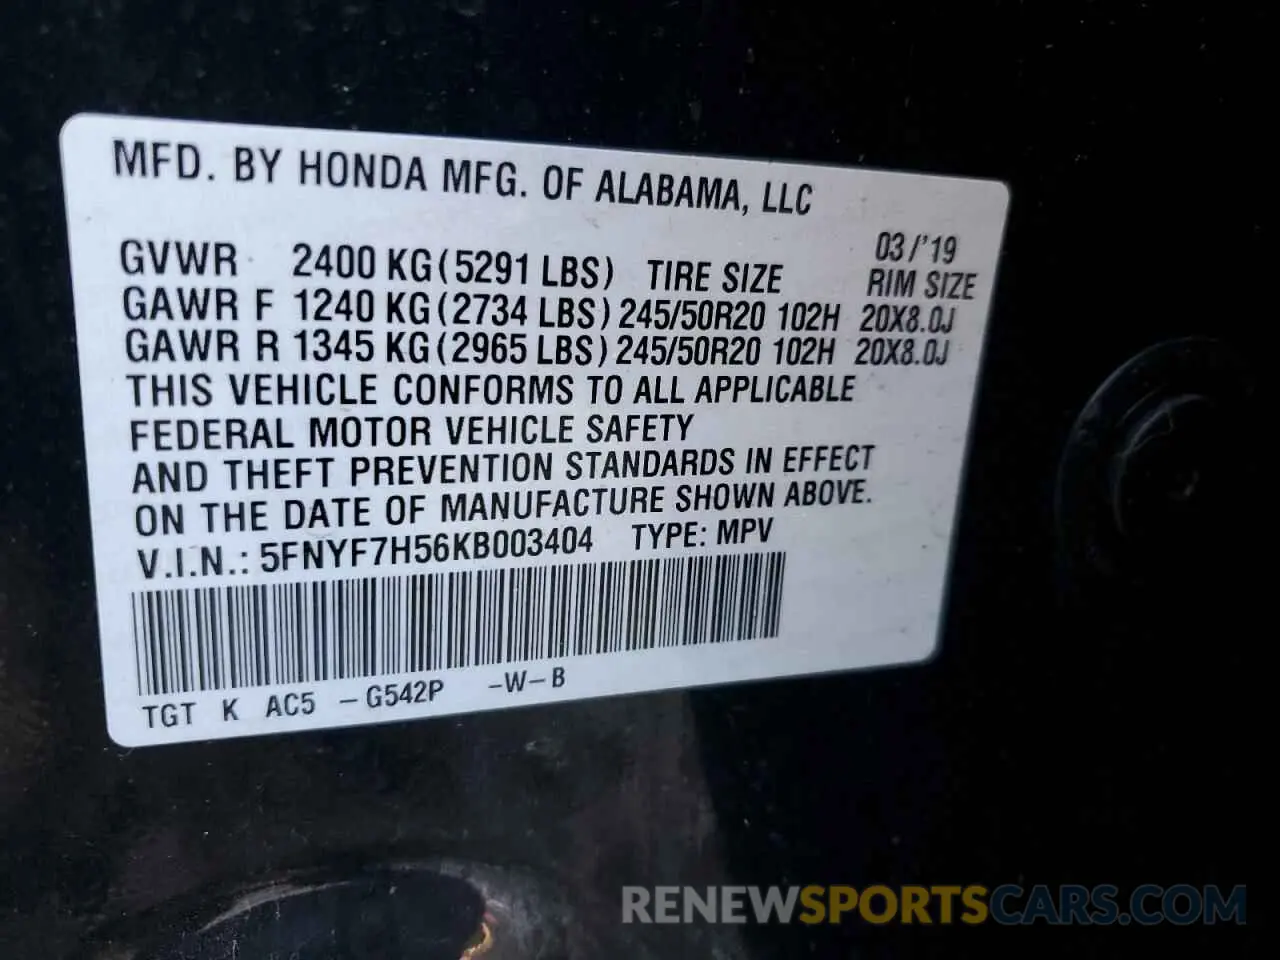 MFD. BY HONDA MFG. OF ALABAMA, LLC
03/'19
GVWR 2400 KG (5291 LBS) TIRE SIZE RIM SIZE
GAWR F 1240 KG (2734 LBS) 245/50R20 102H 20X8.0J
GAWR R 1345 KG (2965 LBS) 245/50R20 102H 20X8.0J
THIS VEHICLE CONFORMS TO ALL APPLICABLE
FEDERAL MOTOR VEHICLE SAFETY
AND THEFT PREVENTION STANDARDS IN EFFECT
ON THE DATE OF MANUFACTURE SHOWN ABOVE.
V.I.N.: 5FNYF7H56KB003404 TYPE: MPV
TGT K AC5 -G542P -W-B
RENEWSPORTSCARS.COM